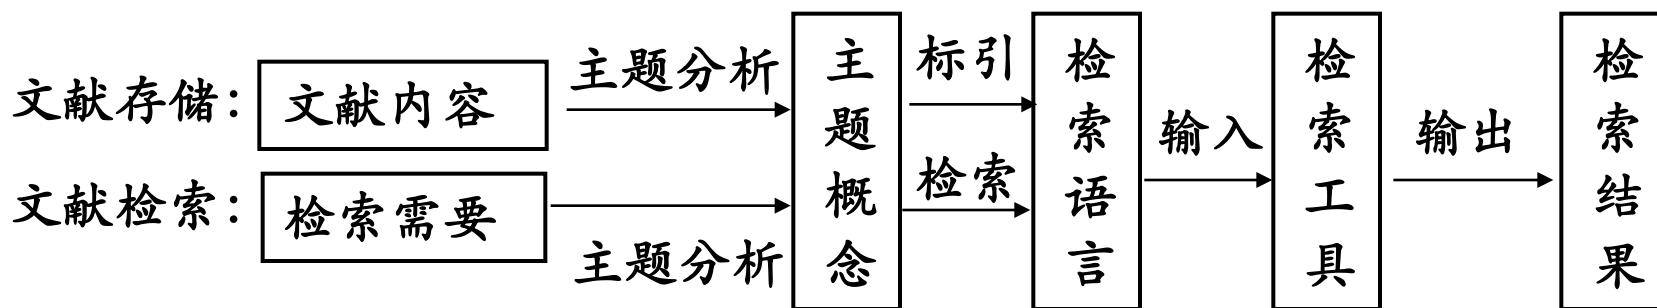 文献存储：
文献内容
主题分析
文献检索：
检索需要
主题分析
主题概念
标引
检索
检索语言
输入
检索工具
输出
检索结果